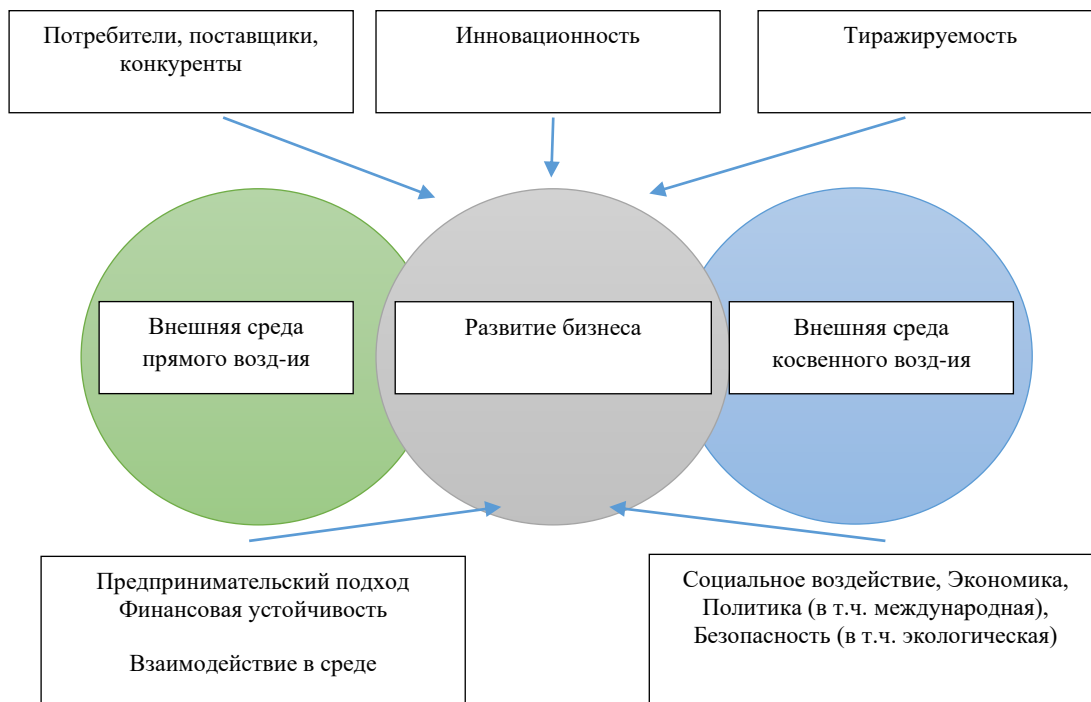 Потребители, поставщики,
конкуренты
Инновационность
Тиражируемость
Внешняя среда
прямого возд-ия
Развитие бизнеса
Внешняя среда
косвенного возд-ия
Предпринимательский подход
Финансовая устойчивость
Взаимодействие в среде
Социальное воздействие, Экономика,
Политика (в т.ч. международная),
Безопасность (в т.ч. экологическая)